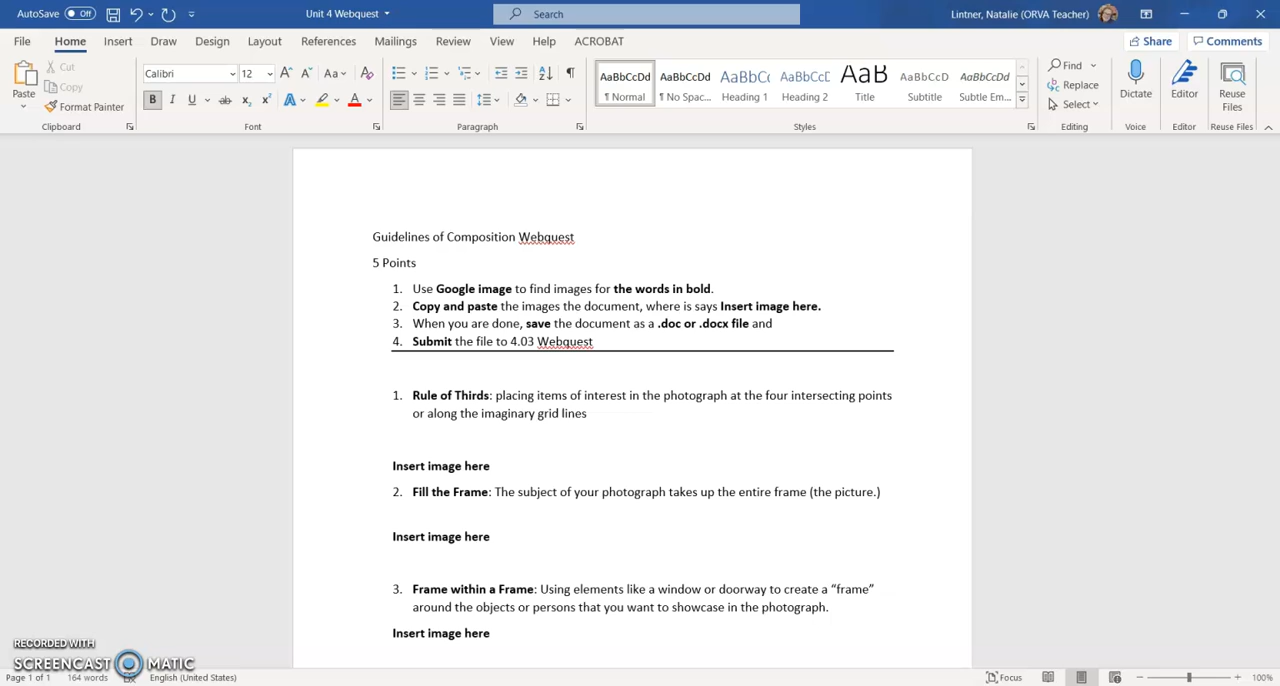 AutoSave Off Unit 4 Webquest Search Lintner, Natalie (ORVA Teacher)
File Home Insert Draw Design Layout References Mailings Review View Help ACROBAT Share Comments
Paste Cut Copy Format Painter
Calibri 12 Aa
B I U ab x₂ x² A A
AaBbCcDd AaBbCcDd AaBbCc AaBbCcD AaB AaBbCcD AaBbCcDd
¶ Normal ¶ No Spac... Heading 1 Heading 2 Title Subtitle Subtle Em...
Find Replace Select
Dictate Editor Reuse Files
Clipboard Font Paragraph Styles Editing Voice Editor Reuse Files
Guidelines of Composition Webquest
5 Points
1. Use Google image to find images for the words in bold.
2. Copy and paste the images the document, where is says Insert image here.
3. When you are done, save the document as a .doc or .docx file and
4. Submit the file to 4.03 Webquest
1. Rule of Thirds: placing items of interest in the photograph at the four intersecting points
or along the imaginary grid lines
Insert image here
2. Fill the Frame: The subject of your photograph takes up the entire frame (the picture.)
Insert image here
3. Frame within a Frame: Using elements like a window or doorway to create a “frame”
around the objects or persons that you want to showcase in the photograph.
Insert image here
RECORDED WITH
SCREENCAST MATIC
Page 1 of 1 164 words English (United States) Focus 100%